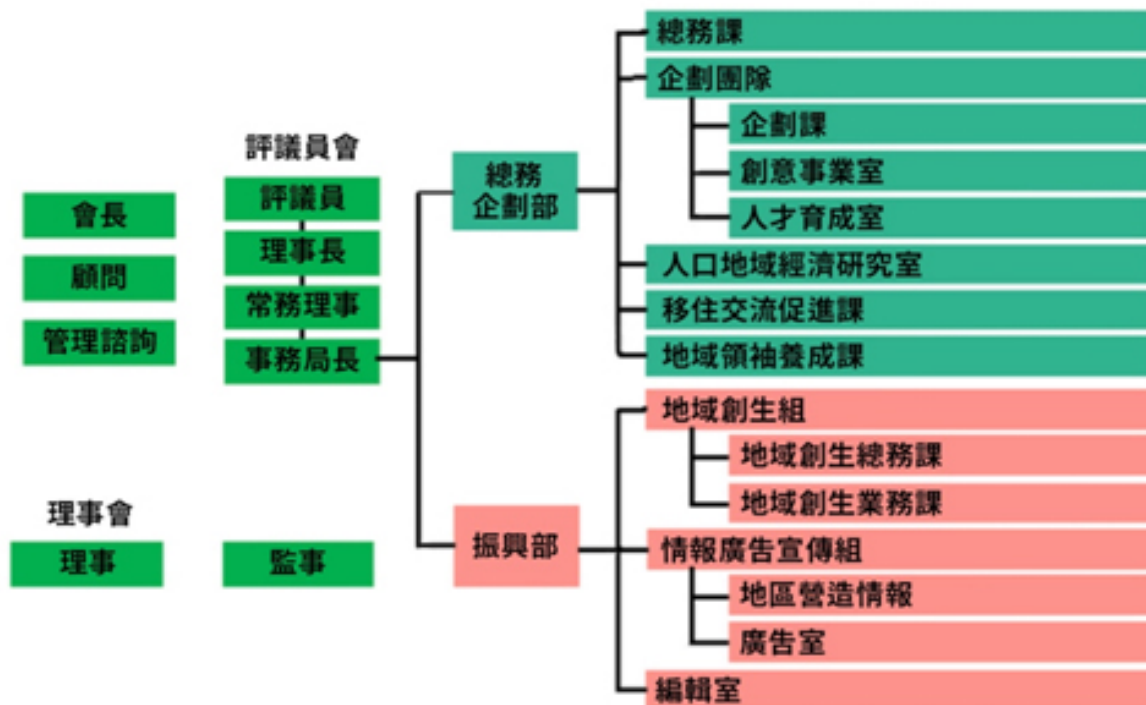 會長
顧問
管理諮詢
評議員會
評議員
理事長
常務理事
事務局長
理事會
理事
監事
總務
企劃部
總務課
企劃團隊
企劃課
創意事業室
人才育成室
人口地域經濟研究室
移住交流促進課
地域領袖養成課
振興部
地域創生組
地域創生總務課
地域創生業務課
情報廣告宣傳組
地區營造情報
廣告室
編輯室